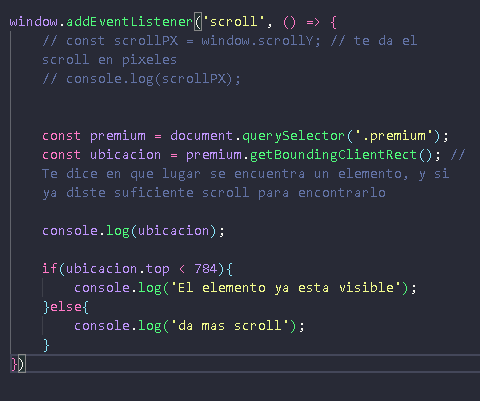 window.addEventListener('scroll', () => {
// const scrollPX = window.scrollY; // te da el
scroll en pixeles
// console.log(scrollPX);
const premium = document.querySelector('.premium');
const ubicacion = premium.getBoundingClientRect(); //
Te dice en que lugar se encuentra un elemento, y si
ya diste suficiente scroll para encontrarlo
console.log(ubicacion);
if(ubicacion.top < 784){
console.log('El elemento ya esta visible');
}else{
console.log('da mas scroll');
}
})